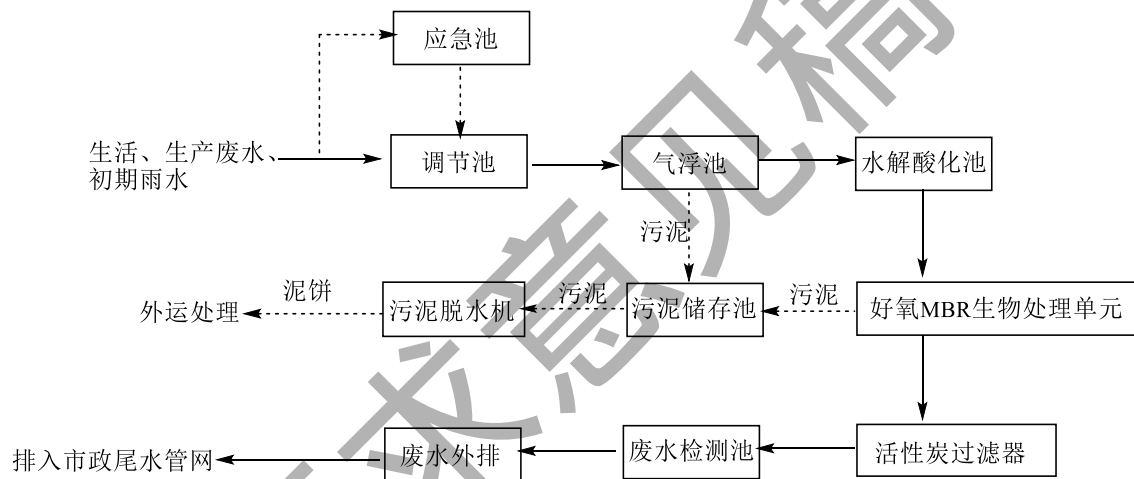 应急池
生活、生产废水、
初期雨水
调节池
气浮池
水解酸化池
污泥
外运处理
泥饼
污泥脱水机
污泥
污泥储存池
污泥
好氧MBR生物处理单元
排入市政尾水管网
废水外排
废水检测池
活性炭过滤器
求意见稿